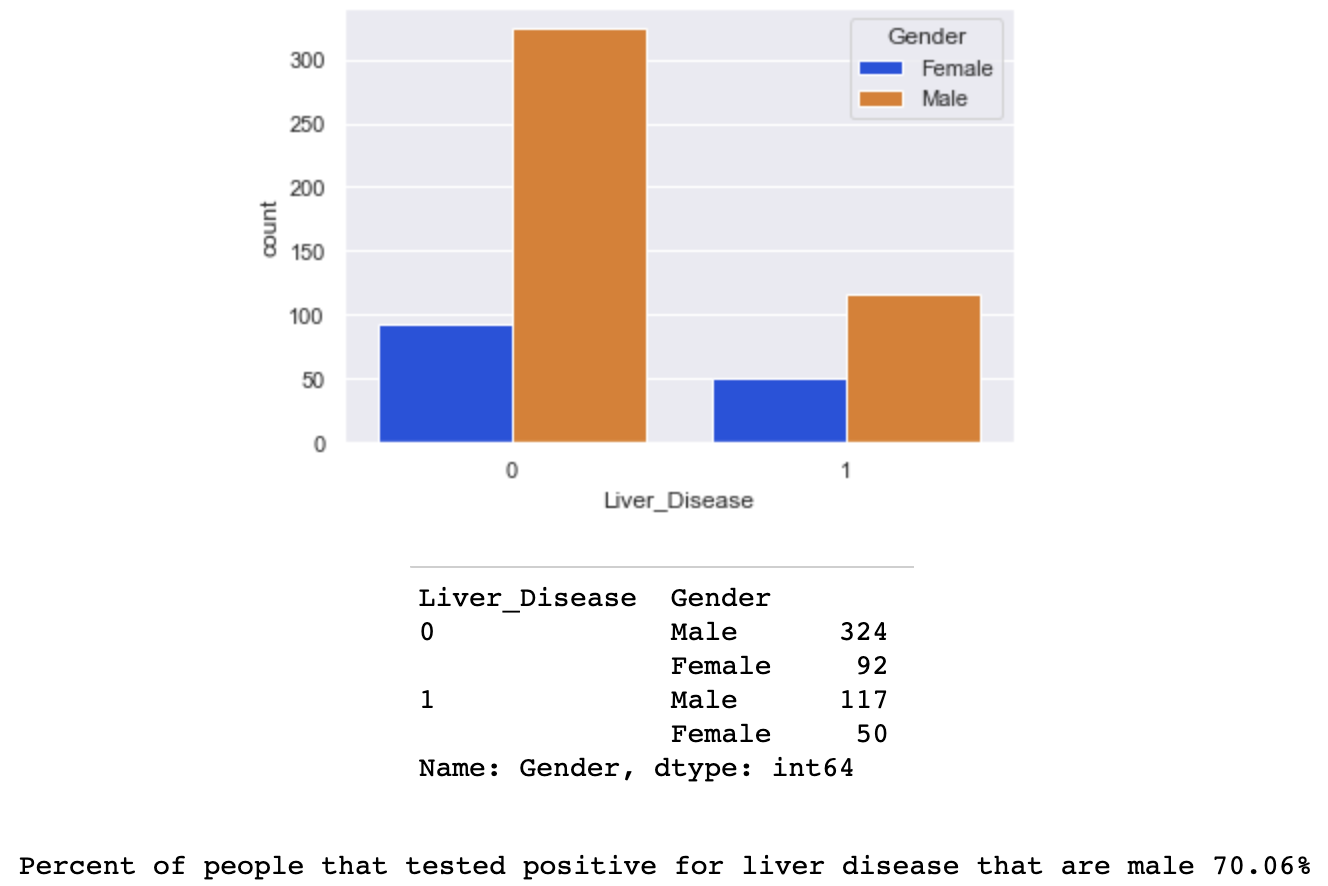 Gender
Female
Male
300
250
200
150
100
50
0
count
0 1
Liver_Disease
Liver_Disease Gender
0 Male 324
Female 92
1 Male 117
Female 50
Name: Gender, dtype: int64
Percent of people that tested positive for liver disease that are male 70.06%